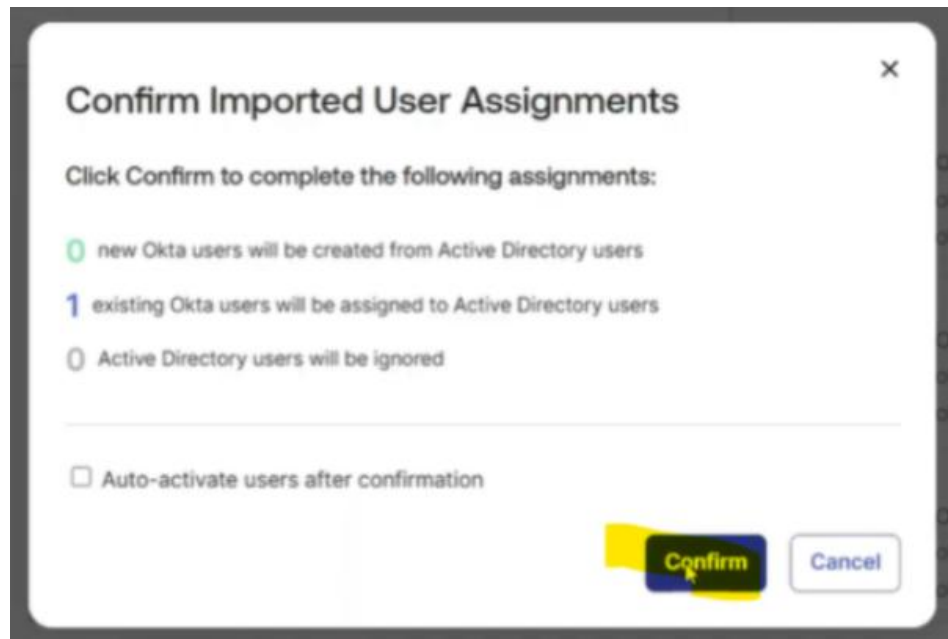 Confirm Imported User Assignments
Click Confirm to complete the following assignments:
0 new Okta users will be created from Active Directory users
1 existing Okta users will be assigned to Active Directory users
0 Active Directory users will be ignored
Auto-activate users after confirmation
Confirm
Cancel